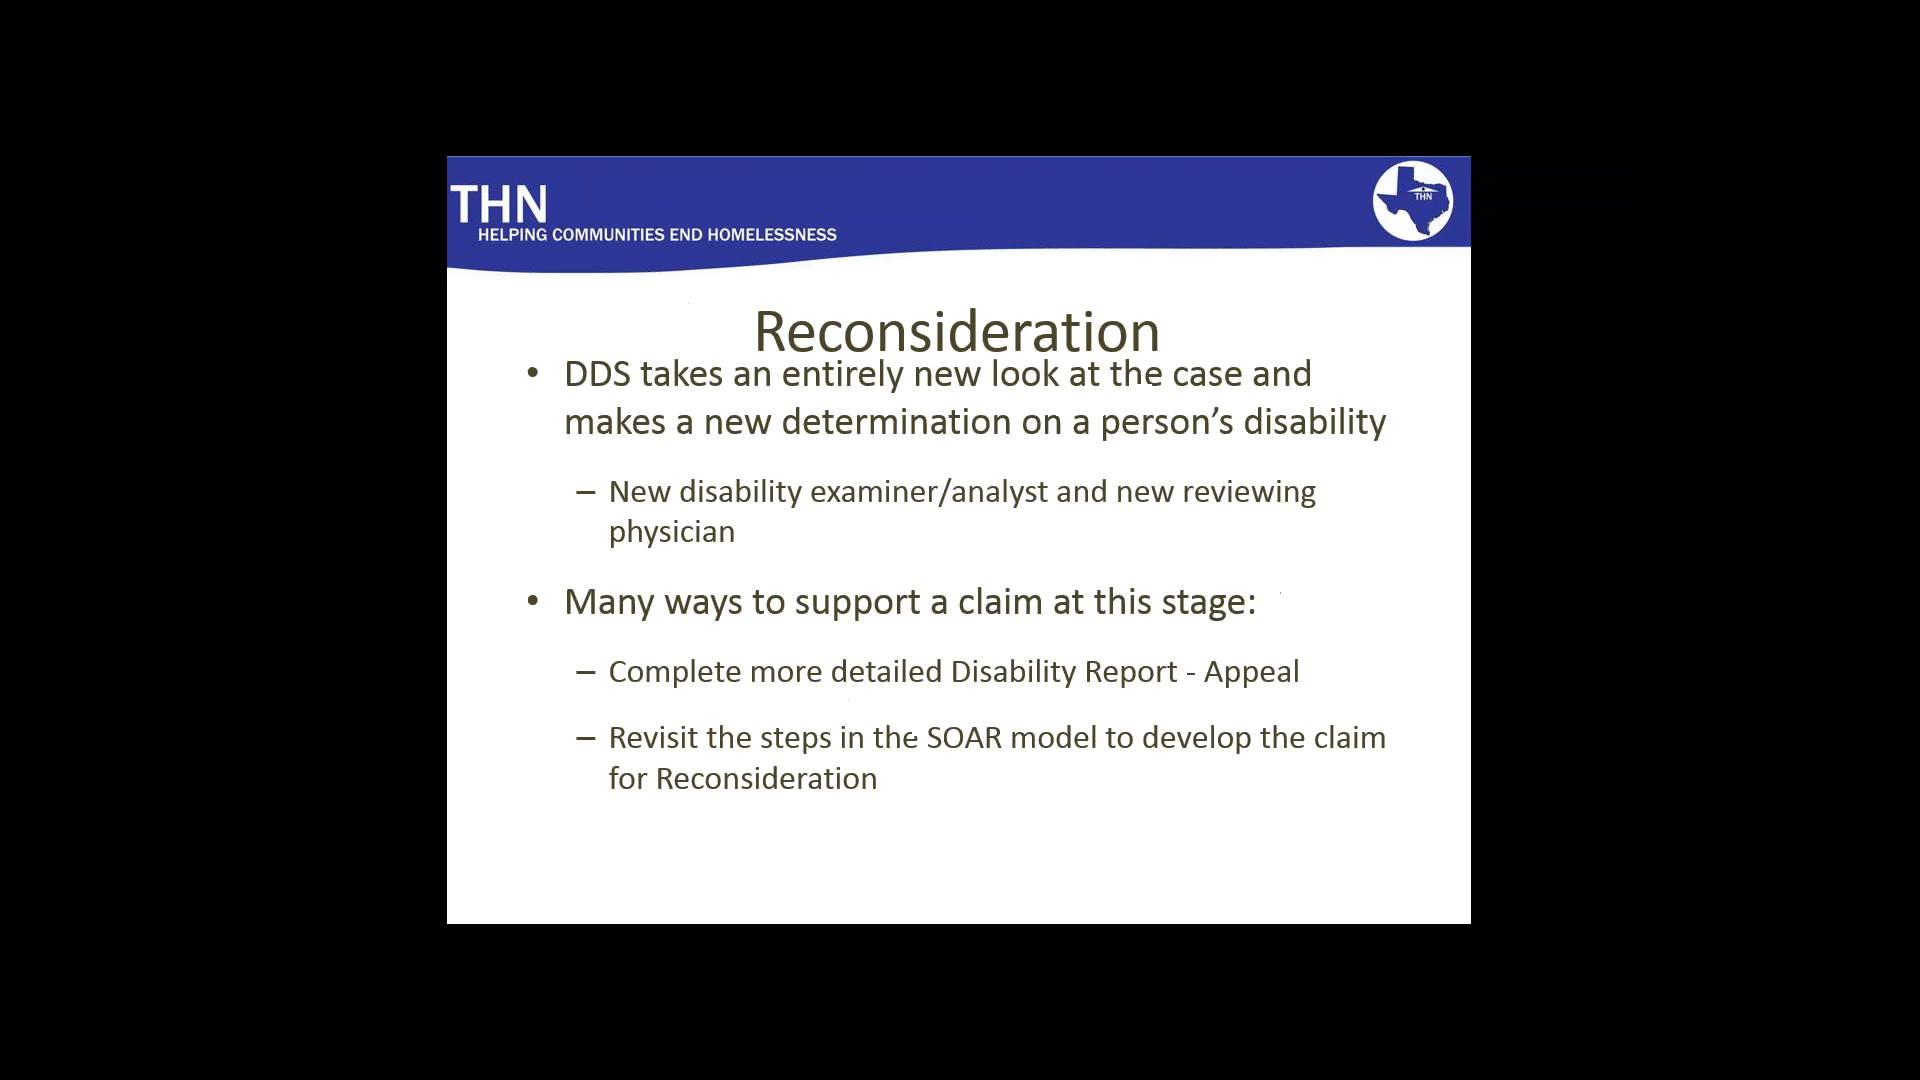 THN
HELPING COMMUNITIES END HOMELESSNESS
THN
Reconsideration
• DDS takes an entirely new look at the case and
makes a new determination on a person’s disability
– New disability examiner/analyst and new reviewing
physician
• Many ways to support a claim at this stage:
– Complete more detailed Disability Report - Appeal
– Revisit the steps in the SOAR model to develop the claim
for Reconsideration